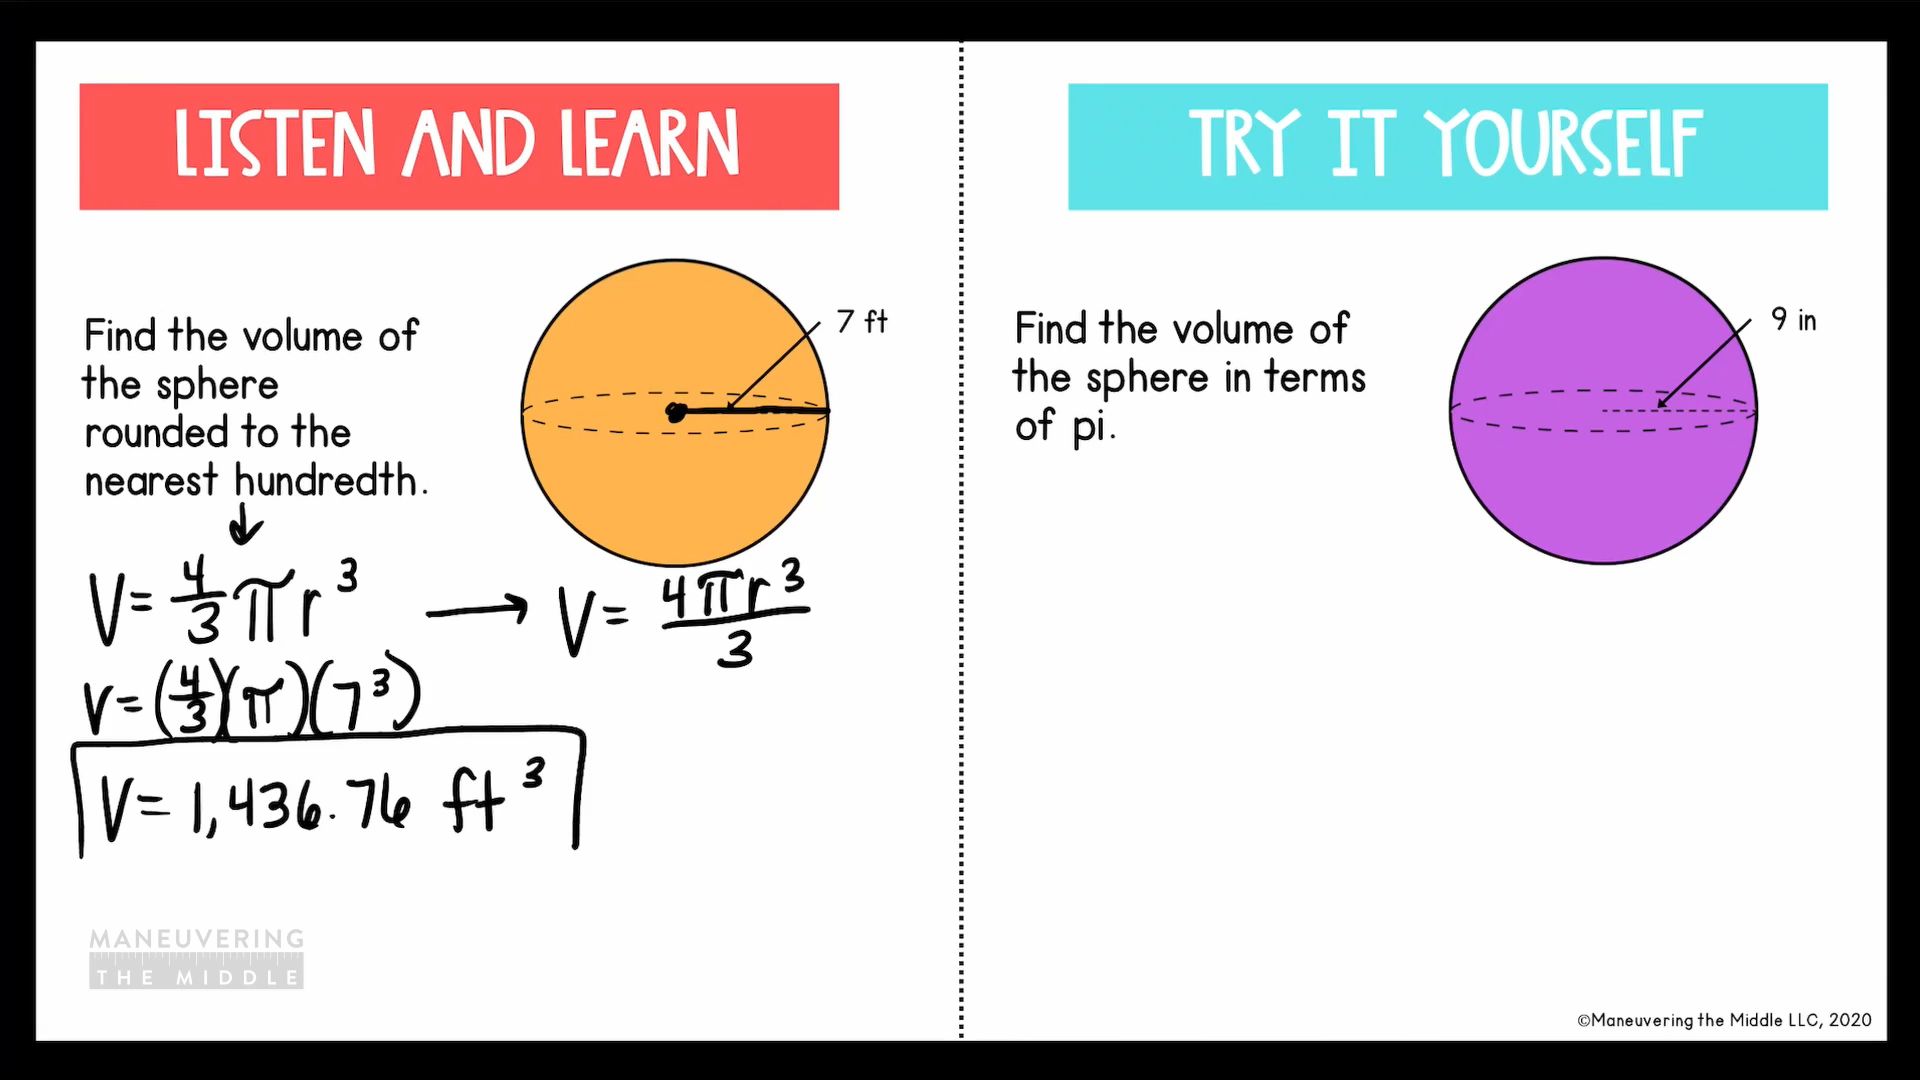 LISTEN AND LEARN
Find the volume of
the sphere
rounded to the
nearest hundredth.
7 ft
V = 4/3 πr³ → V = 4πr³/3
V = (4/3)(π)(7³)
V = 1,436.76 ft³
MANEUVERING
THE MIDDLE
TRY IT YOURSELF
Find the volume of
the sphere in terms
of pi.
9 in
©Maneuvering the Middle LLC, 2020